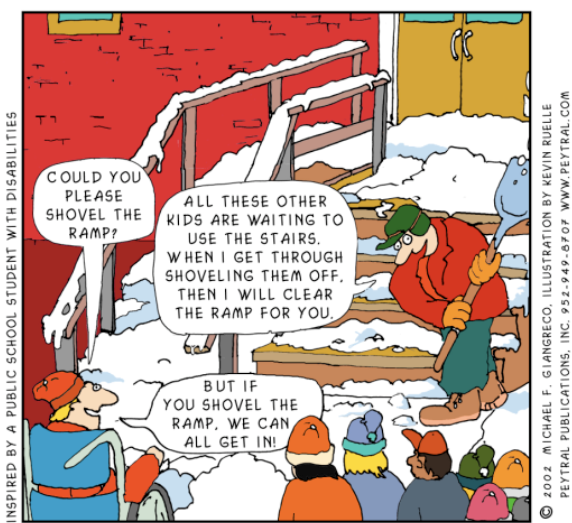 COULD YOU
PLEASE
SHOVEL THE
RAMP?
ALL THESE OTHER
KIDS ARE WAITING TO
USE THE STAIRS.
WHEN I GET THROUGH
SHOVELING THEM OFF,
THEN I WILL CLEAR
THE RAMP FOR YOU.
BUT IF
YOU SHOVEL THE
RAMP, WE CAN
ALL GET IN!
INSPIRED BY A PUBLIC SCHOOL STUDENT WITH DISABILITIES
© 2002 MICHAEL F. GIANGRECO, ILLUSTRATION BY KEVIN RUELLE
PEYTRAL PUBLICATIONS, INC. 952-949-8707 WWW.PEYTRAL.COM